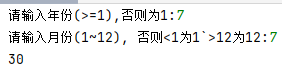 请输入年份(>=1),否则为1:7
请输入月份(1~12), 否则<1为1`>12为12:7
30